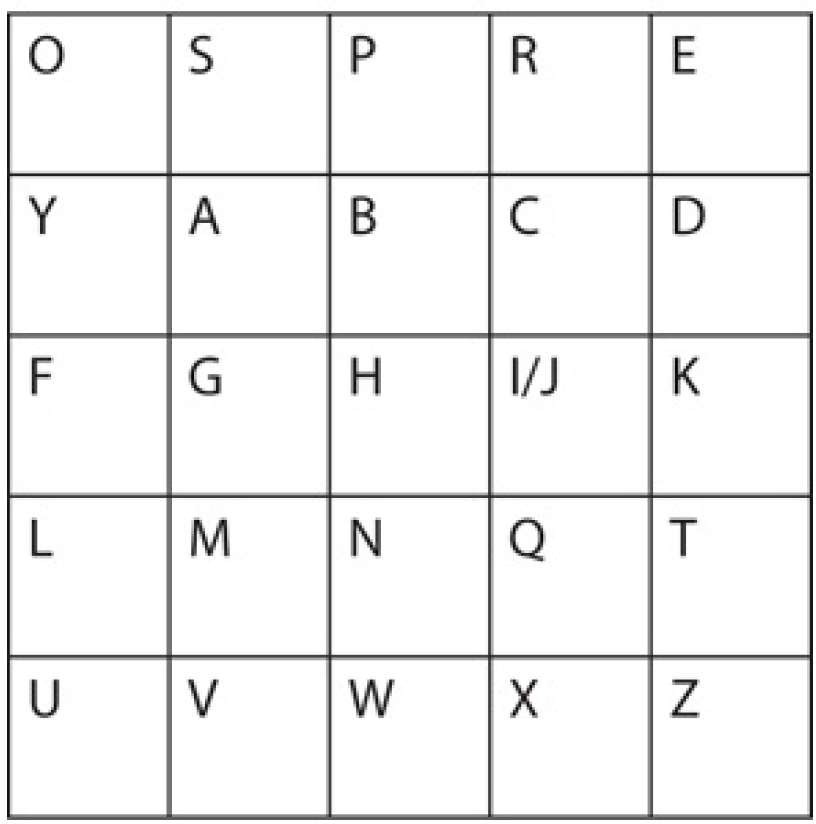 O S P R E
Y A B C D
F G H I/J K
L M N Q T
U V W X Z